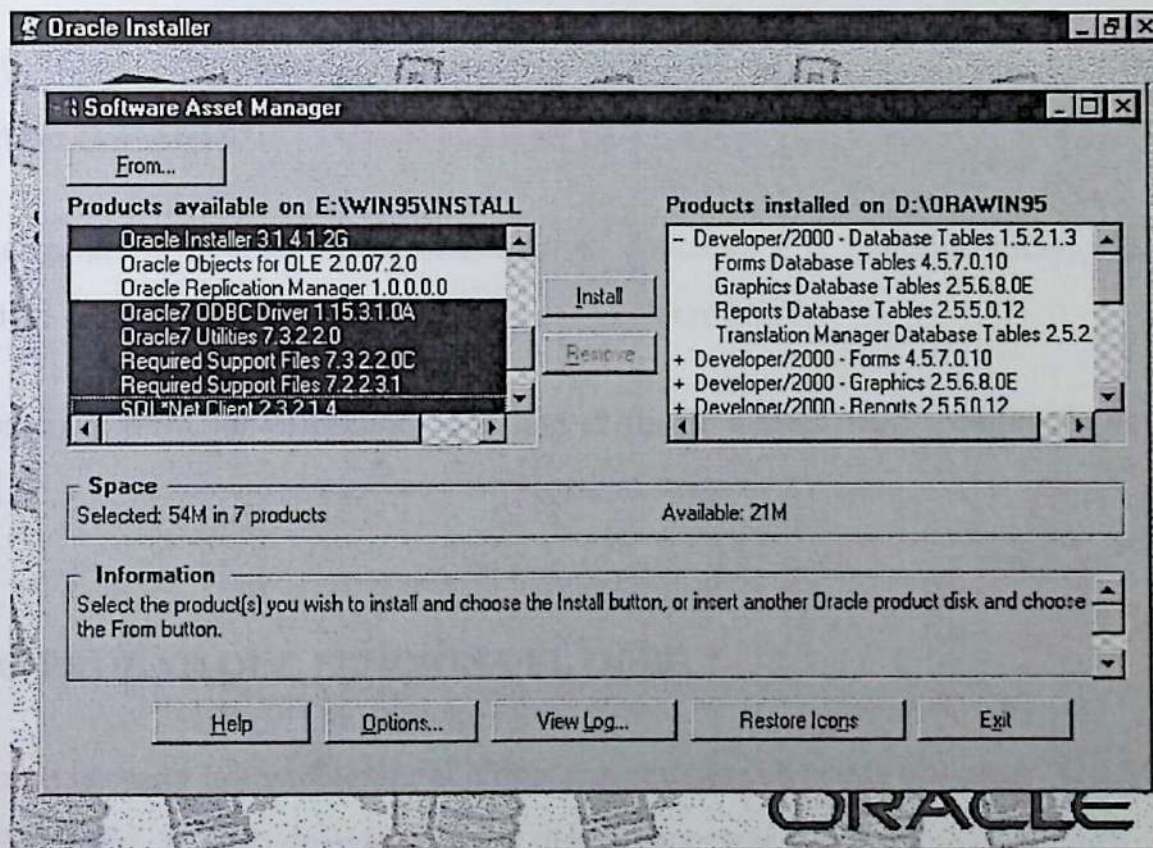 Oracle Installer
Software Asset Manager
From...
Products available on E:\WIN95\INSTALL
Oracle Installer 3.1.4.1.2G
Oracle Objects for OLE 2.0.07.2.0
Oracle Replication Manager 1.0.0.0.0
Oracle7 ODBC Driver 1.15.3.1.0A
Oracle7 Utilities 7.3.2.2.0
Required Support Files 7.3.2.2.0C
Required Support Files 7.2.2.3.1
SQL*Net Client 2.3.2.1.4
Install
Remove
Products installed on D:\ORAWIN95
− Developer/2000 - Database Tables 1.5.2.1.3
Forms Database Tables 4.5.7.0.10
Graphics Database Tables 2.5.6.8.0E
Reports Database Tables 2.5.5.0.12
Translation Manager Database Tables 2.5.2
+ Developer/2000 - Forms 4.5.7.0.10
+ Developer/2000 - Graphics 2.5.6.8.0E
+ Developer/2000 - Reports 2.5.5.0.12
Space
Selected: 54M in 7 products
Available: 21M
Information
Select the product(s) you wish to install and choose the Install button, or insert another Oracle product disk and choose
the From button.
Help
Options...
View Log...
Restore Icons
Exit
ORACLE